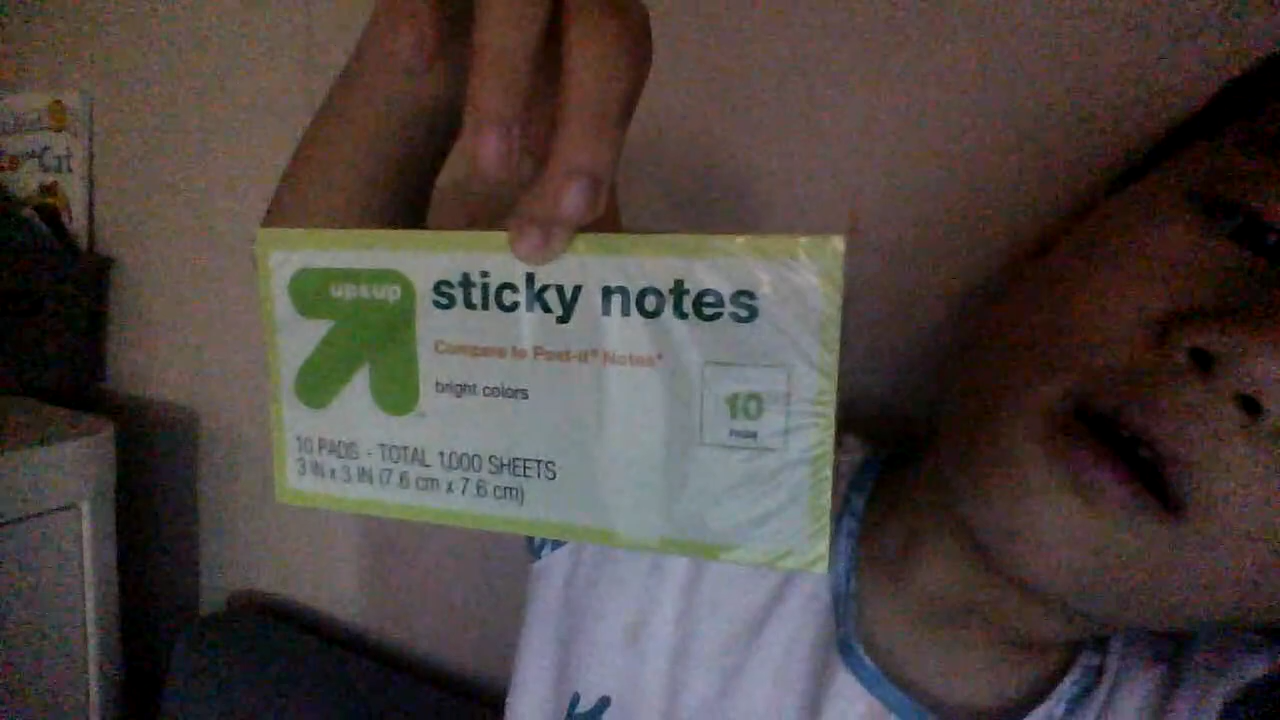 up&up
sticky notes
Compare to Post-it® Notes*
bright colors
10
PADS
10 PADS - TOTAL 1,000 SHEETS
3 IN x 3 IN (7.6 cm x 7.6 cm)
Cat